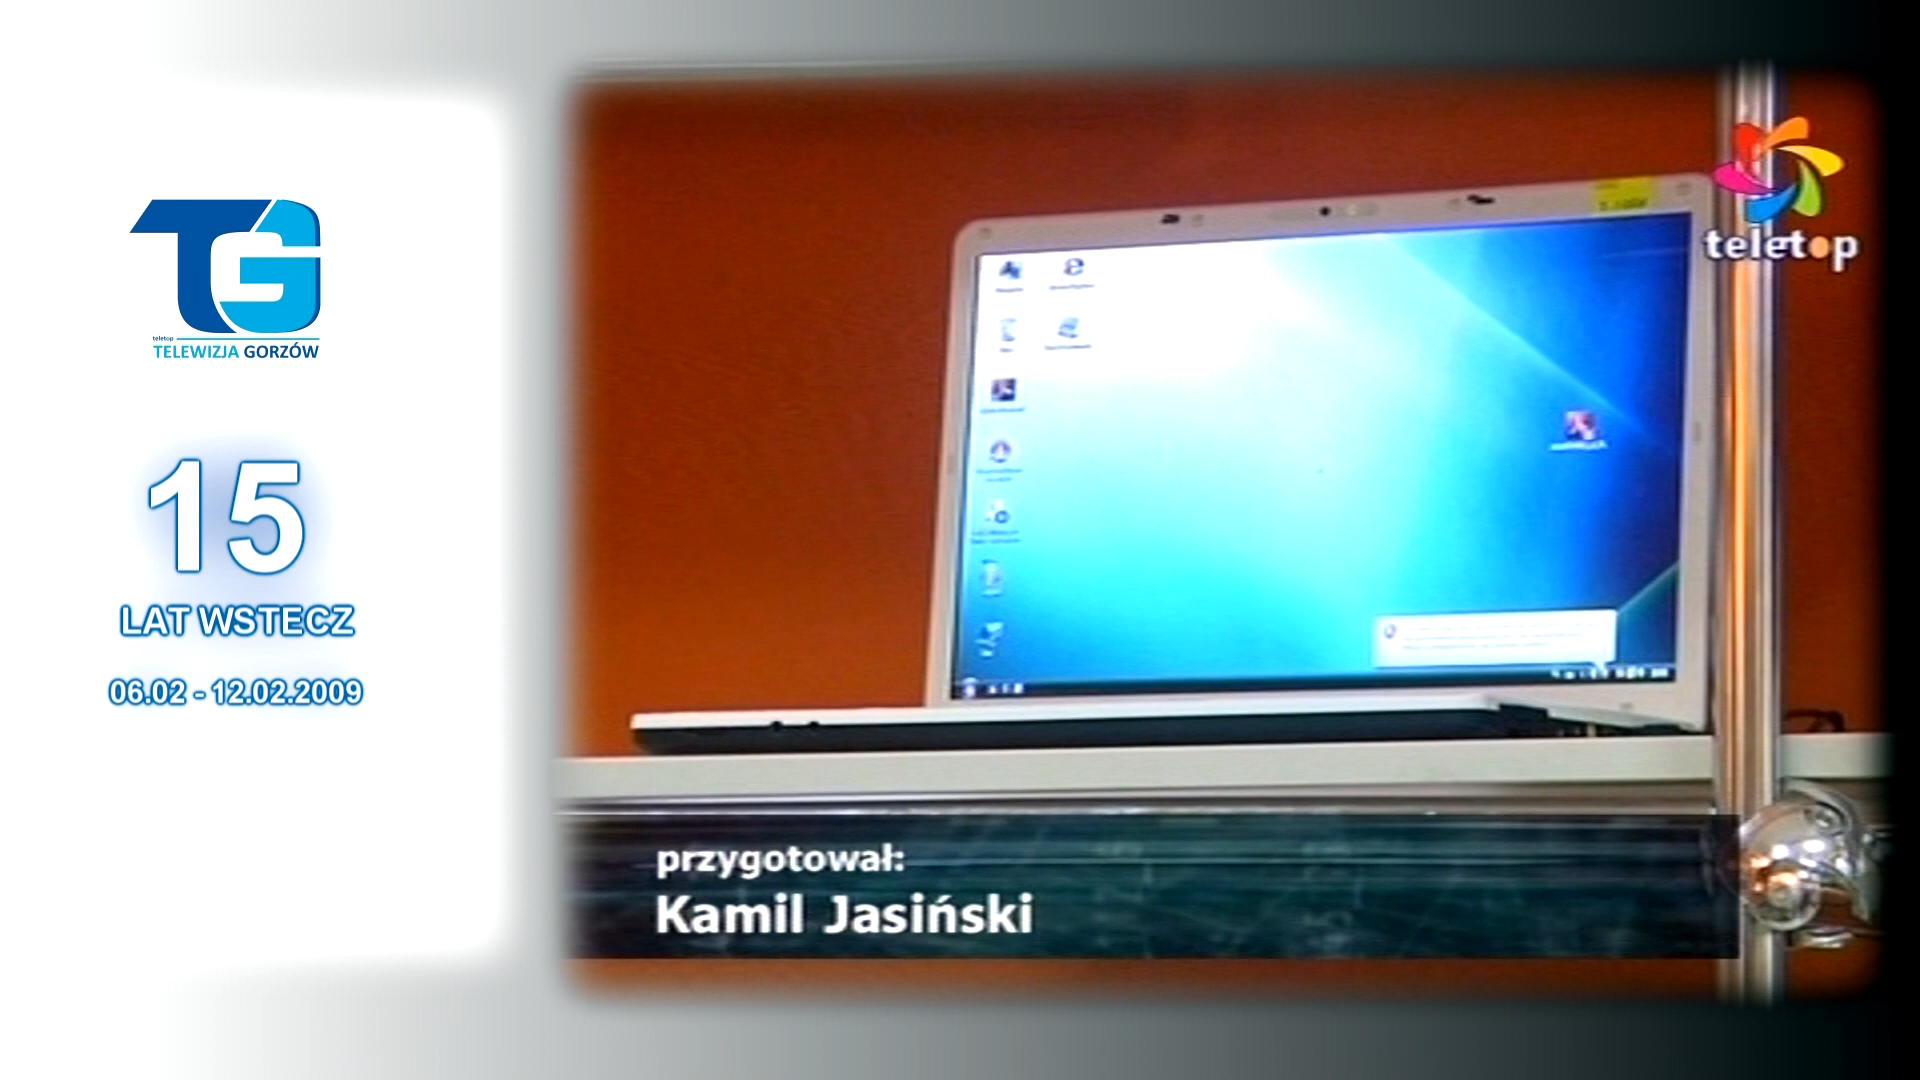 teletop
TELEWIZJA GORZÓW
15
LAT WSTECZ
06.02 - 12.02.2009
teletop
przygotował:
Kamil Jasiński